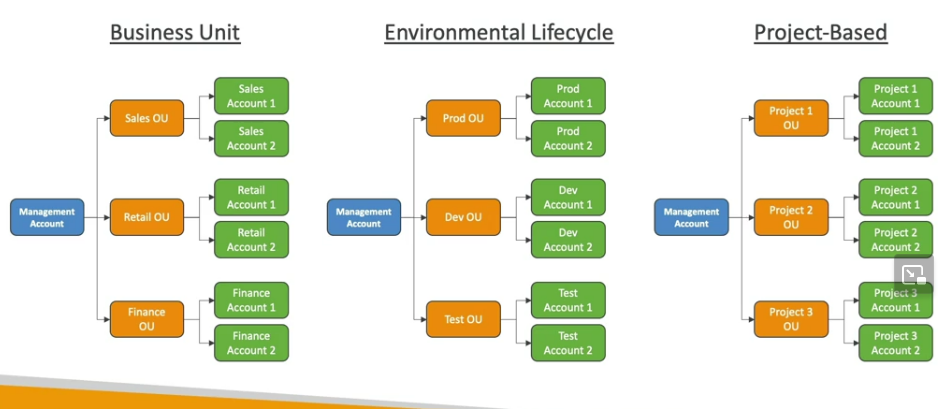 Business Unit
Sales OU
Sales
Account 1
Sales
Account 2
Management
Account
Retail OU
Retail
Account 1
Retail
Account 2
Finance
OU
Finance
Account 1
Finance
Account 2
Environmental Lifecycle
Prod OU
Prod
Account 1
Prod
Account 2
Management
Account
Dev OU
Dev
Account 1
Dev
Account 2
Test OU
Test
Account 1
Test
Account 2
Project-Based
Project 1
OU
Project 1
Account 1
Project 1
Account 2
Management
Account
Project 2
OU
Project 2
Account 1
Project 2
Account 2
Project 3
OU
Project 3
Account 1
Project 3
Account 2